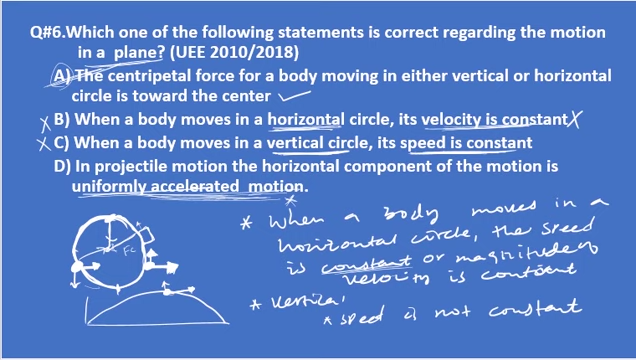 Q#6.Which one of the following statements is correct regarding the motion
in a plane? (UEE 2010/2018)
A) The centripetal force for a body moving in either vertical or horizontal
circle is toward the center
B) When a body moves in a horizontal circle, its velocity is constant
C) When a body moves in a vertical circle, its speed is constant
D) In projectile motion the horizontal component of the motion is
uniformly accelerated motion.
* When a body moves in a
horizontal circle, the speed
is constant or magnitude of
velocity is contant
* Vertical
* speed is not constant
Fc